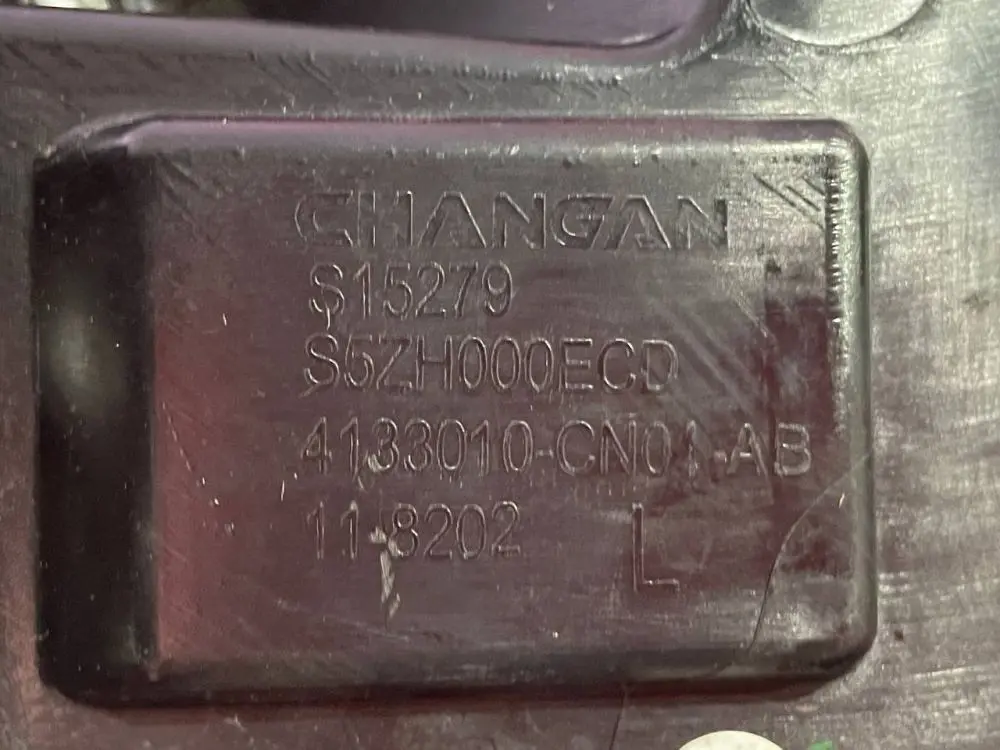 CHANGAN
S15279
S5ZH000ECD
4133010-CN01-AB
11-8202
L